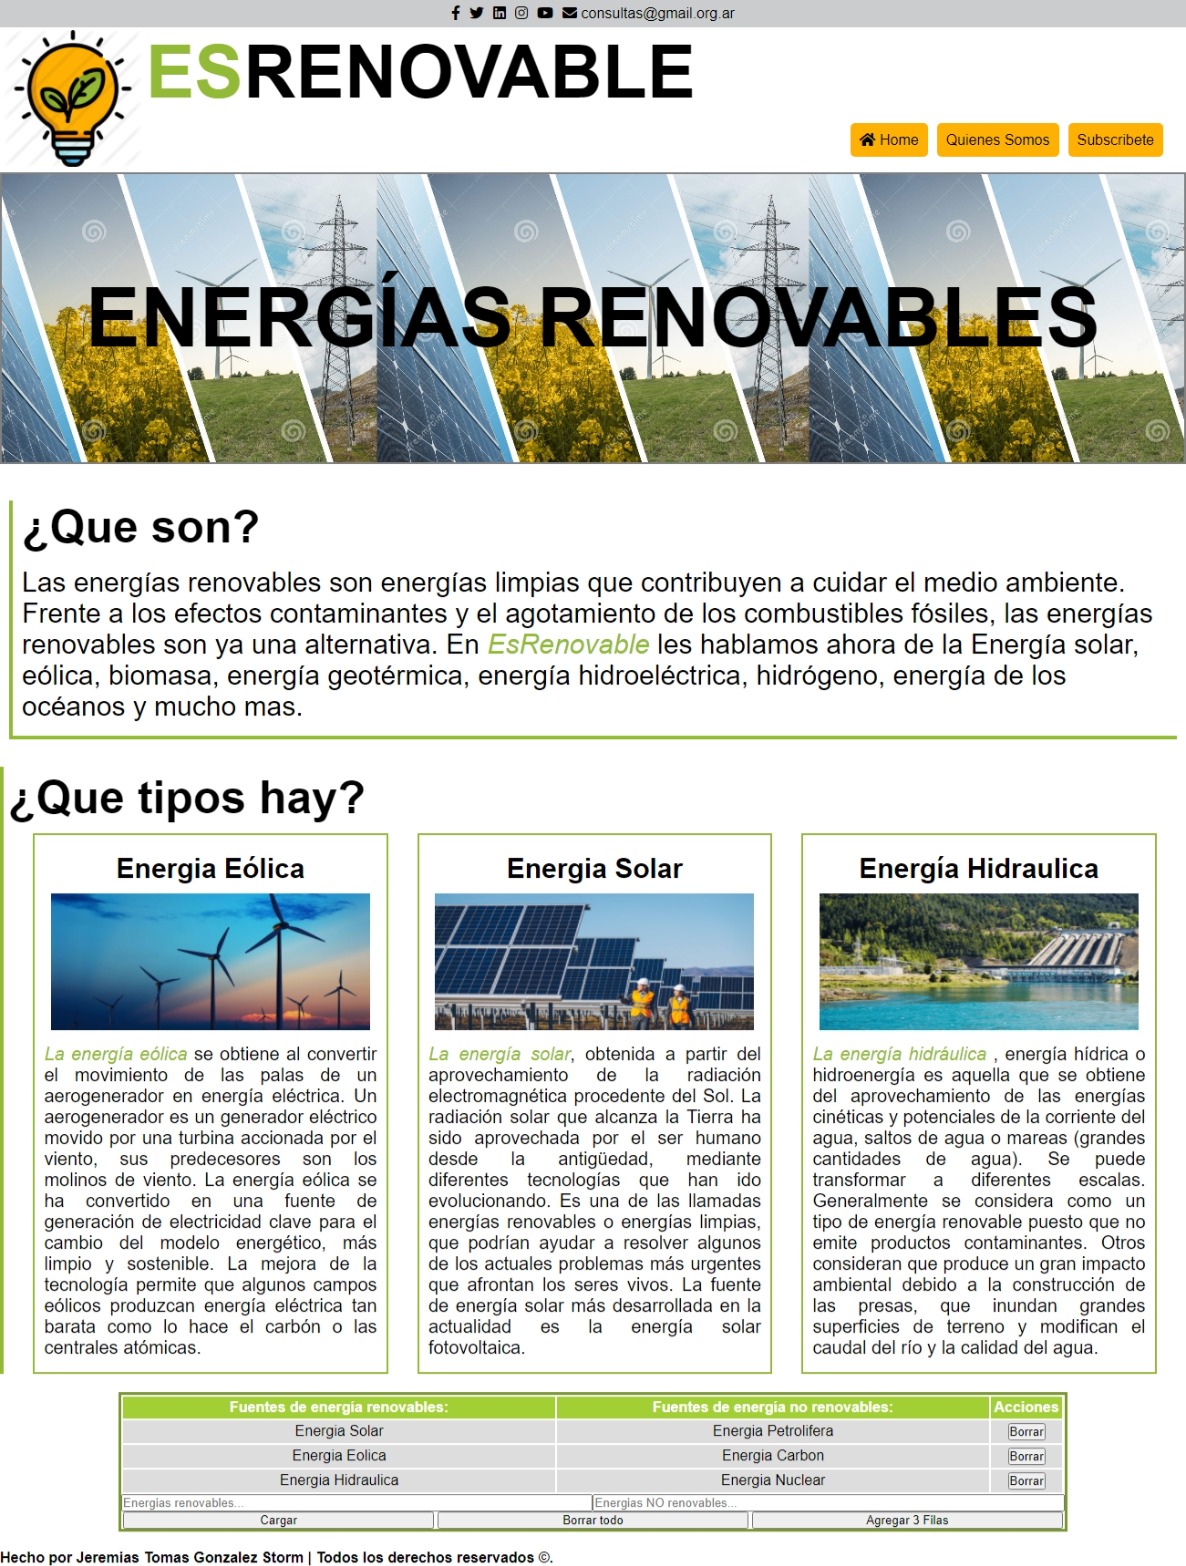 consultas@gmail.org.ar
ESRENOVABLE
Home Quienes Somos Subscribete
ENERGÍAS RENOVABLES
¿Que son?
Las energías renovables son energías limpias que contribuyen a cuidar el medio ambiente.
Frente a los efectos contaminantes y el agotamiento de los combustibles fósiles, las energías
renovables son ya una alternativa. En EsRenovable les hablamos ahora de la Energía solar,
eólica, biomasa, energía geotérmica, energía hidroeléctrica, hidrógeno, energía de los
océanos y mucho mas.
¿Que tipos hay?
Energia Eólica
La energía eólica se obtiene al convertir
el movimiento de las palas de un
aerogenerador en energía eléctrica. Un
aerogenerador es un generador eléctrico
movido por una turbina accionada por el
viento, sus predecesores son los
molinos de viento. La energía eólica se
ha convertido en una fuente de
generación de electricidad clave para el
cambio del modelo energético, más
limpio y sostenible. La mejora de la
tecnología permite que algunos campos
eólicos produzcan energía eléctrica tan
barata como lo hace el carbón o las
centrales atómicas.
Energia Solar
La energía solar, obtenida a partir del
aprovechamiento de la radiación
electromagnética procedente del Sol. La
radiación solar que alcanza la Tierra ha
sido aprovechada por el ser humano
desde la antigüedad, mediante
diferentes tecnologías que han ido
evolucionando. Es una de las llamadas
energías renovables o energías limpias,
que podrían ayudar a resolver algunos
de los actuales problemas más urgentes
que afrontan los seres vivos. La fuente
de energía solar más desarrollada en la
actualidad es la energía solar
fotovoltaica.
Energía Hidraulica
La energía hidráulica , energía hídrica o
hidroenergía es aquella que se obtiene
del aprovechamiento de las energías
cinéticas y potenciales de la corriente del
agua, saltos de agua o mareas (grandes
cantidades de agua). Se puede
transformar a diferentes escalas.
Generalmente se considera como un
tipo de energía renovable puesto que no
emite productos contaminantes. Otros
consideran que produce un gran impacto
ambiental debido a la construcción de
las presas, que inundan grandes
superficies de terreno y modifican el
caudal del río y la calidad del agua.
Fuentes de energía renovables: Fuentes de energía no renovables: Acciones
Energia Solar Energia Petrolifera Borrar
Energia Eolica Energia Carbon Borrar
Energia Hidraulica Energia Nuclear Borrar
Energias renovables... Energias NO renovables...
Cargar Borrar todo Agregar 3 Filas
Hecho por Jeremias Tomas Gonzalez Storm | Todos los derechos reservados ©.